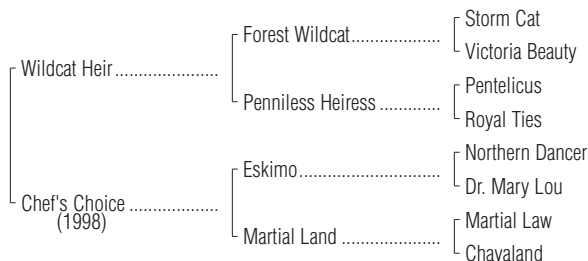 Storm Cat
Forest Wildcat....................
Victoria Beauty
Wildcat Heir.......................
Pentelicus
Penniless Heiress...............
Royal Ties
Northern Dancer
Eskimo................................
Dr. Mary Lou
Chef's Choice....................
(1998)
Martial Law
Martial Land......................
Chavaland